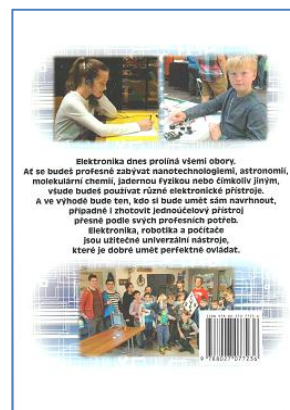 Elektronika dnes prolíná všemi obory.
Ať se budeš profesně zabývat nanotechnologiemi, astronomií,
molekulární chemií, jadernou fyzikou nebo čímkoliv jiným,
všude budeš používat různé elektronické přístroje.
A ve výhodě bude ten, kdo si bude umět sám navrhnout,
případně i zhotovit jednoúčelový přístroj
přesně podle svých profesních potřeb.
Elektronika, robotika a počítače
jsou užitečné univerzální nástroje,
které je dobré umět perfektně ovládat.
9 788027 077236